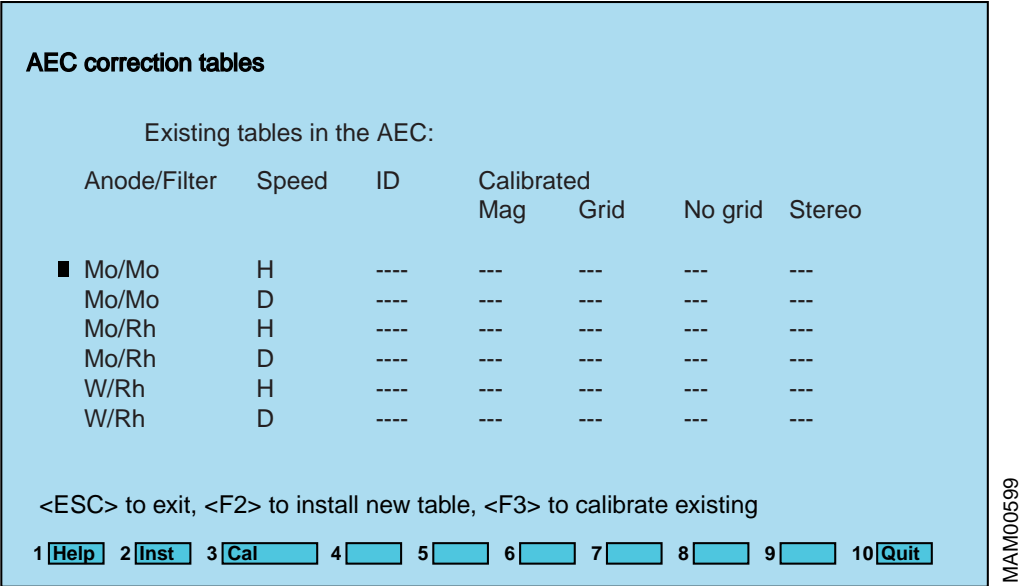 AEC correction tables
Existing tables in the AEC:
Anode/Filter Speed ID Calibrated
Mag Grid No grid Stereo
Mo/Mo H ---- --- --- --- ---
Mo/Mo D ---- --- --- --- ---
Mo/Rh H ---- --- --- --- ---
Mo/Rh D ---- --- --- --- ---
W/Rh H ---- --- --- --- ---
W/Rh D ---- --- --- --- ---
<ESC> to exit, <F2> to install new table, <F3> to calibrate existing
1 Help 2 Inst 3 Cal 4 5 6 7 8 9 10 Quit
MAM00599